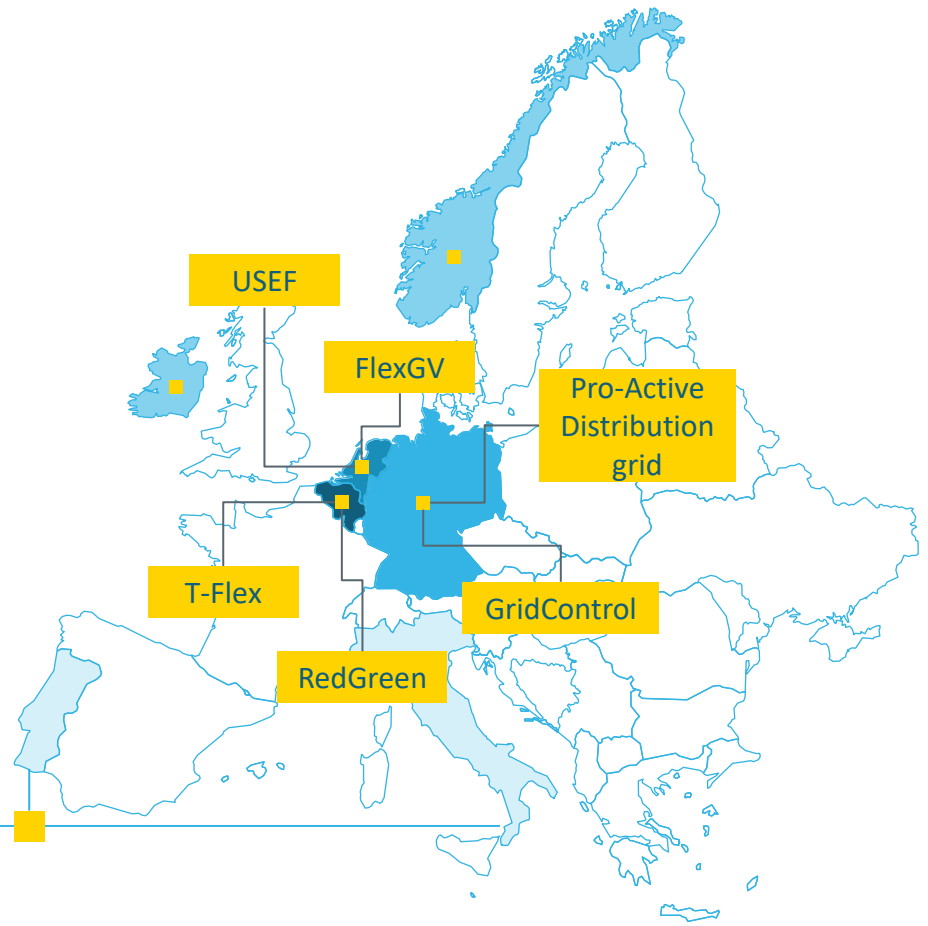 USEF
FlexGV
Pro-Active
Distribution
grid
T-Flex
GridControl
RedGreen